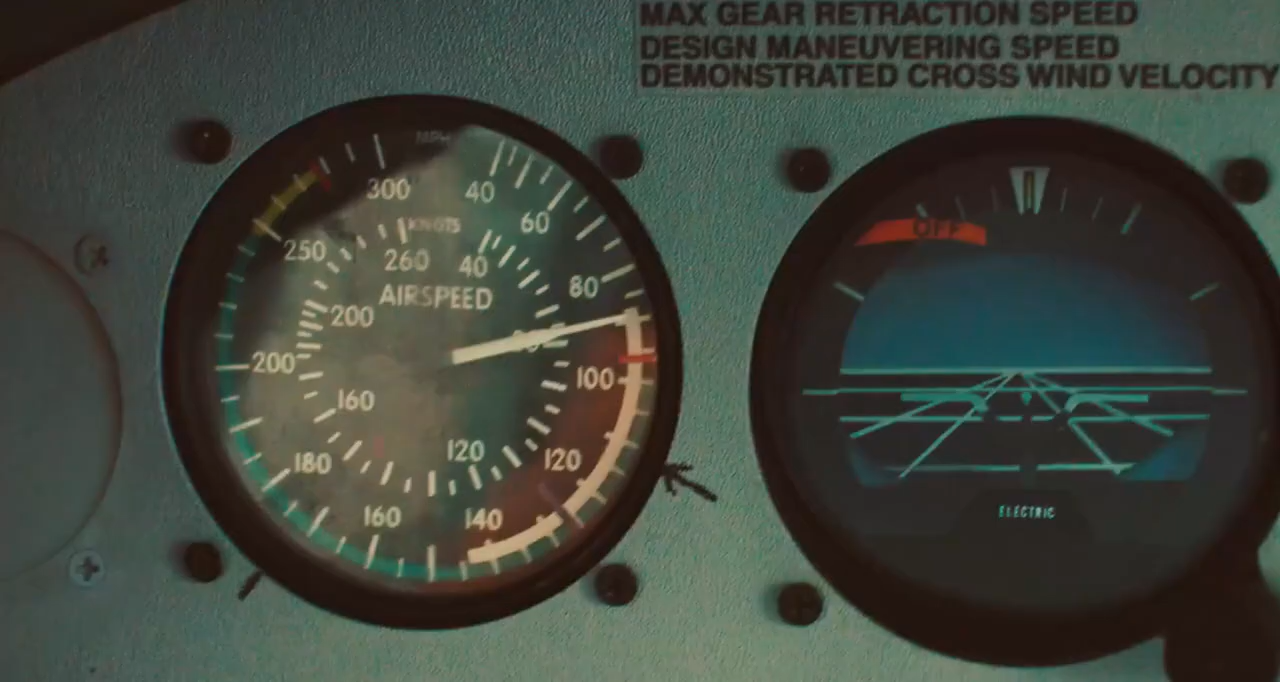 MAX GEAR RETRACTION SPEED
DESIGN MANEUVERING SPEED
DEMONSTRATED CROSS WIND VELOCITY
MPH
300
40
KNOTS
60
250
260
40
AIRSPEED
80
200
200
100
160
180
120
120
160
140
OFF
ELECTRIC